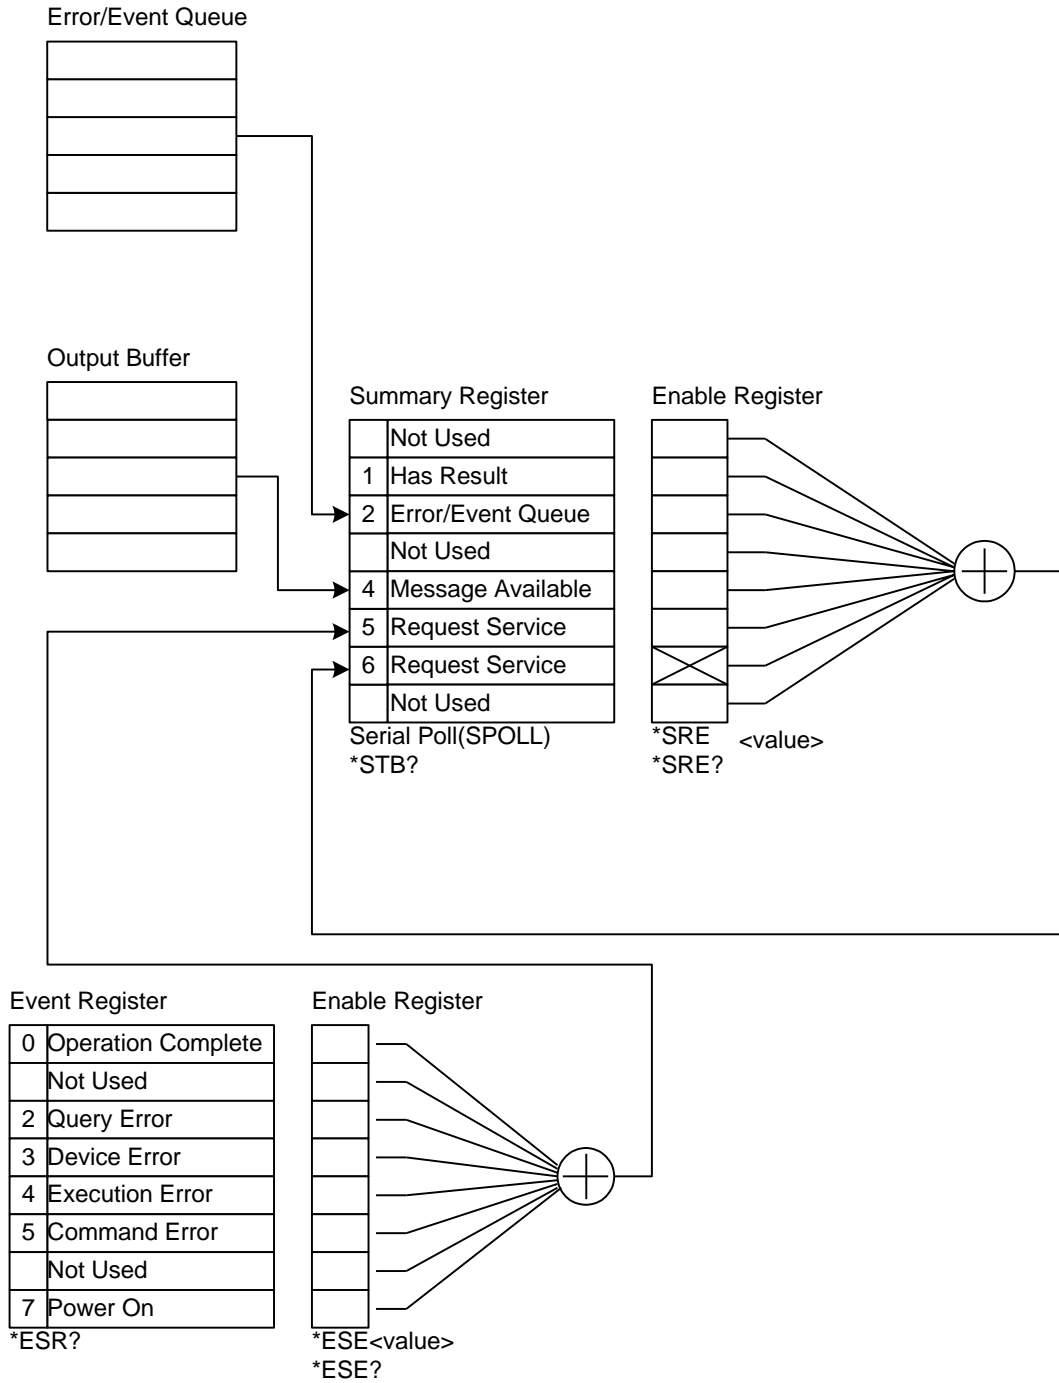 Error/Event Queue
Output Buffer
Summary Register
Not Used
1 Has Result
2 Error/Event Queue
Not Used
4 Message Available
5 Request Service
6 Request Service
Not Used
Serial Poll(SPOLL)
*STB?
Enable Register
*SRE <value>
*SRE?
Event Register
0 Operation Complete
Not Used
2 Query Error
3 Device Error
4 Execution Error
5 Command Error
Not Used
7 Power On
*ESR?
Enable Register
*ESE<value>
*ESE?